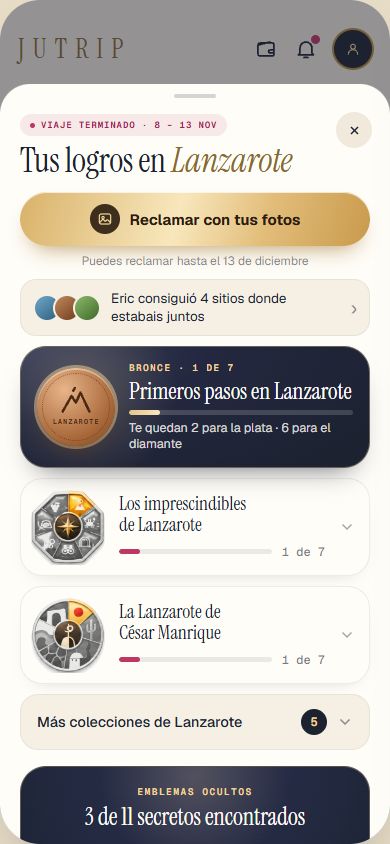 JUTRIP
VIAJE TERMINADO · 8 – 13 NOV
Tus logros en Lanzarote
Reclamar con tus fotos
Puedes reclamar hasta el 13 de diciembre
Eric consiguió 4 sitios donde
estabais juntos
BRONCE · 1 DE 7
Primeros pasos en Lanzarote
LANZAROTE
Te quedan 2 para la plata · 6 para el
diamante
Los imprescindibles
de Lanzarote
1 de 7
La Lanzarote de
César Manrique
1 de 7
Más colecciones de Lanzarote
5
EMBLEMAS OCULTOS
3 de 11 secretos encontrados